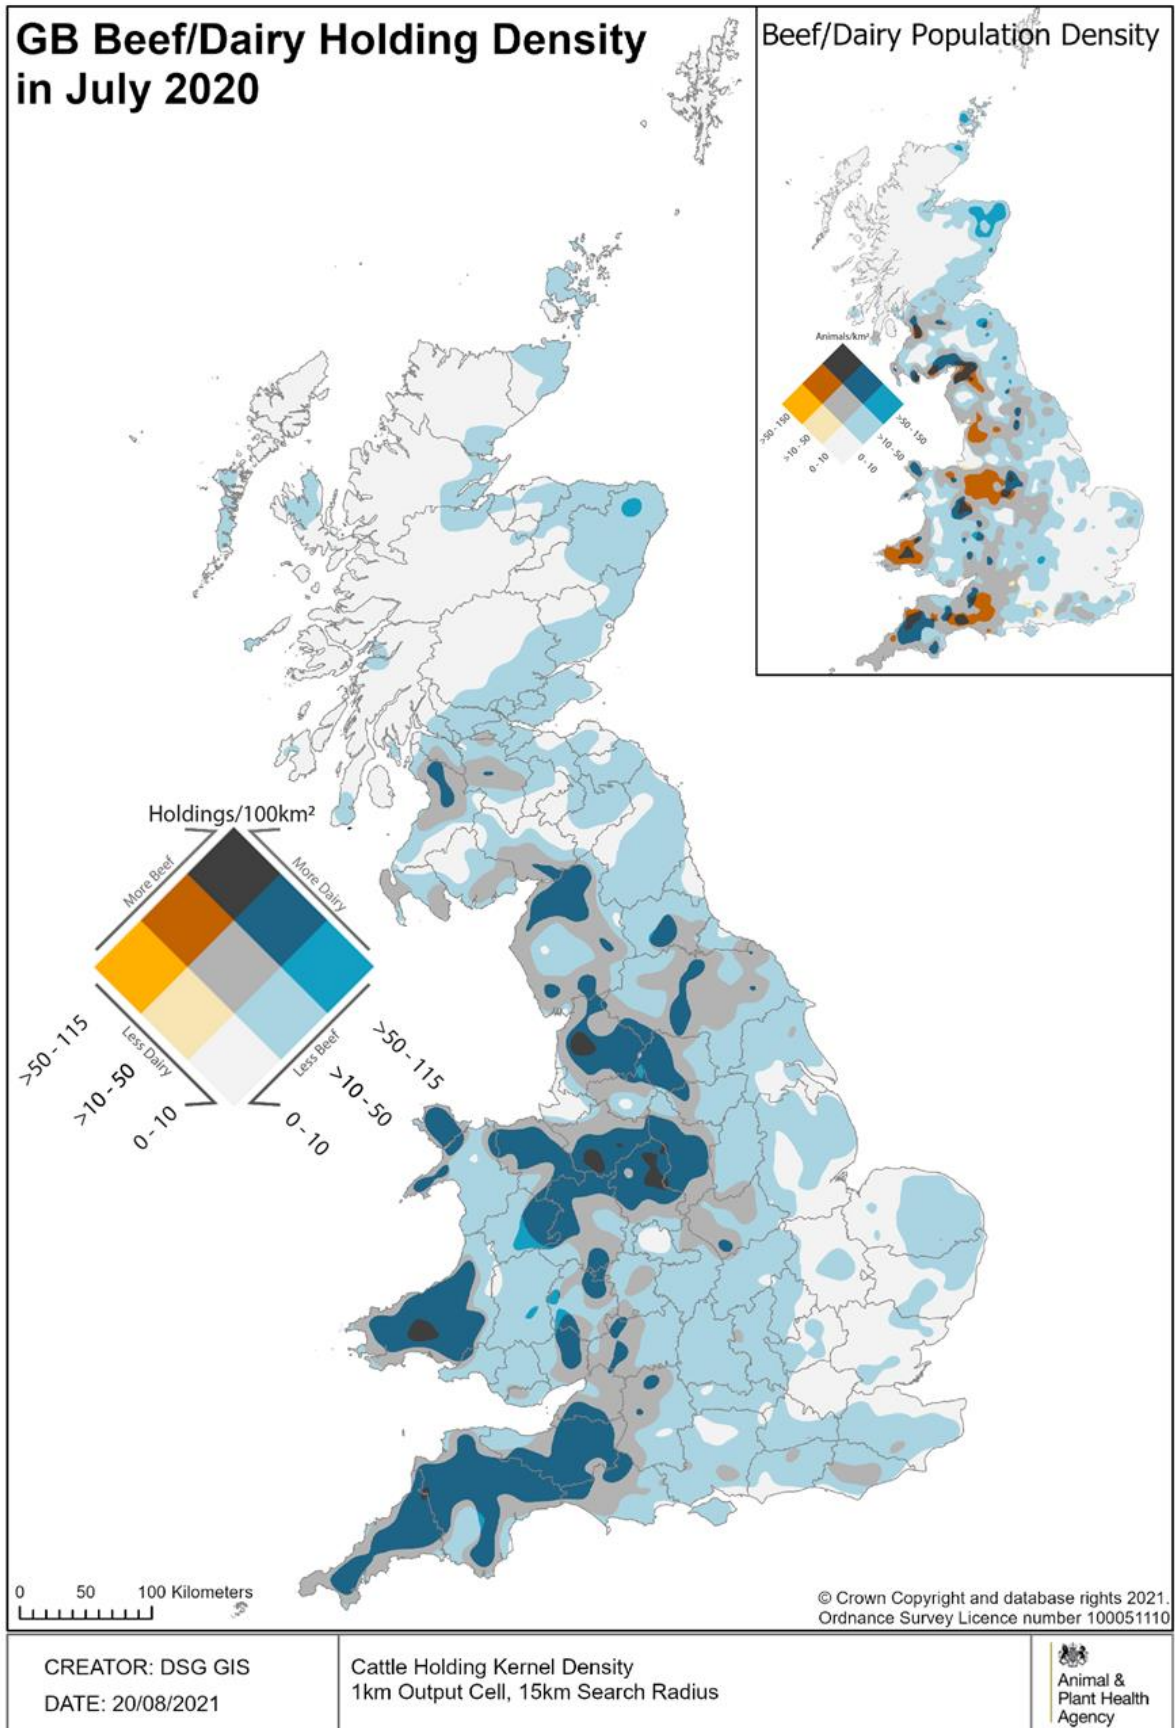 GB Beef/Dairy Holding Density
in July 2020
Beef/Dairy Population Density
Animals/km²
>50 - 150
>10 - 50
0 - 10
0 - 10
>10 - 50
>50 - 150
Holdings/100km²
More Beef
More Dairy
Less Dairy
Less Beef
>50 - 115
>10 - 50
0 - 10
0 - 10
>10 - 50
>50 - 115
0 50 100 Kilometers
© Crown Copyright and database rights 2021.
Ordnance Survey Licence number 100051110
CREATOR: DSG GIS
DATE: 20/08/2021
Cattle Holding Kernel Density
1km Output Cell, 15km Search Radius
Animal &
Plant Health
Agency